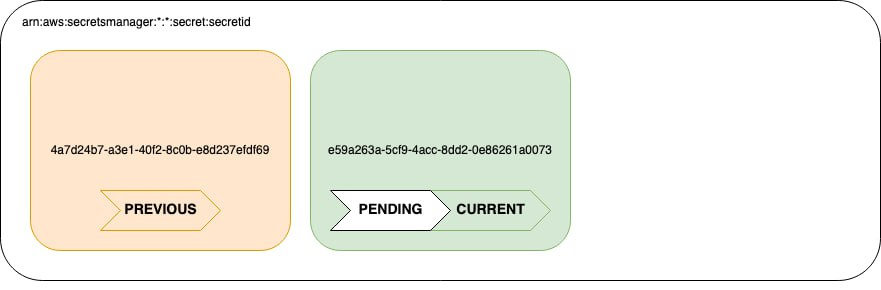 arn:aws:secretsmanager:*:*:secret:secretid
4a7d24b7-a3e1-40f2-8c0b-e8d237efdf69
e59a263a-5cf9-4acc-8dd2-0e86261a0073
PREVIOUS
PENDING
CURRENT